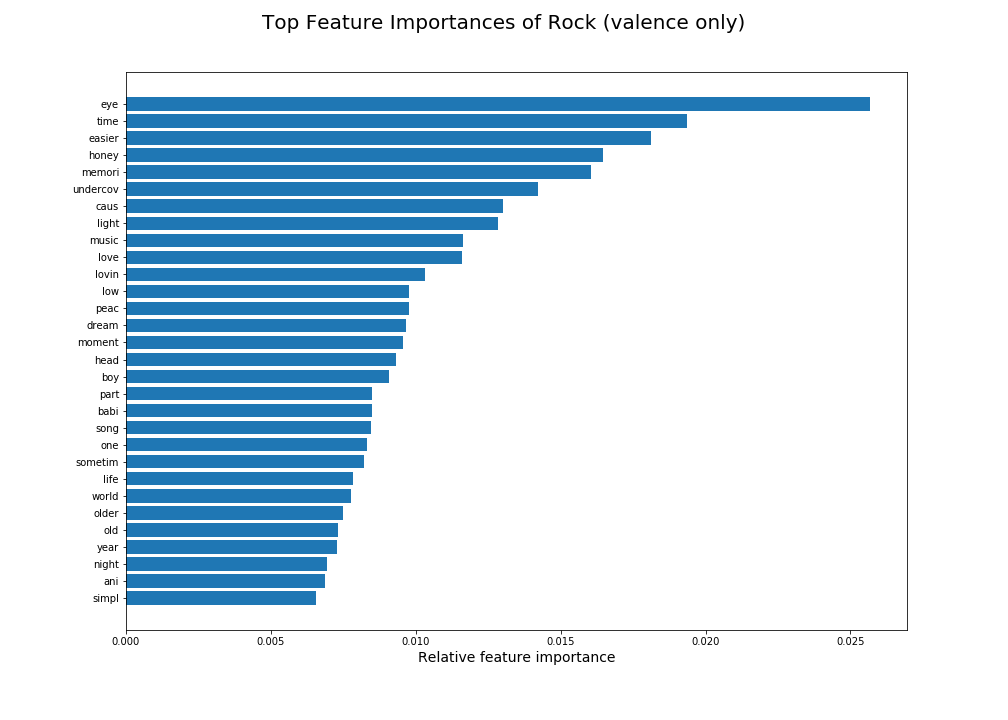 Top Feature Importances of Rock (valence only)
eye
time
easier
honey
memori
undercov
caus
light
music
love
lovin
low
peac
dream
moment
head
boy
part
babi
song
one
sometim
life
world
older
old
year
night
ani
simpl
0.000 0.005 0.010 0.015 0.020 0.025
Relative feature importance